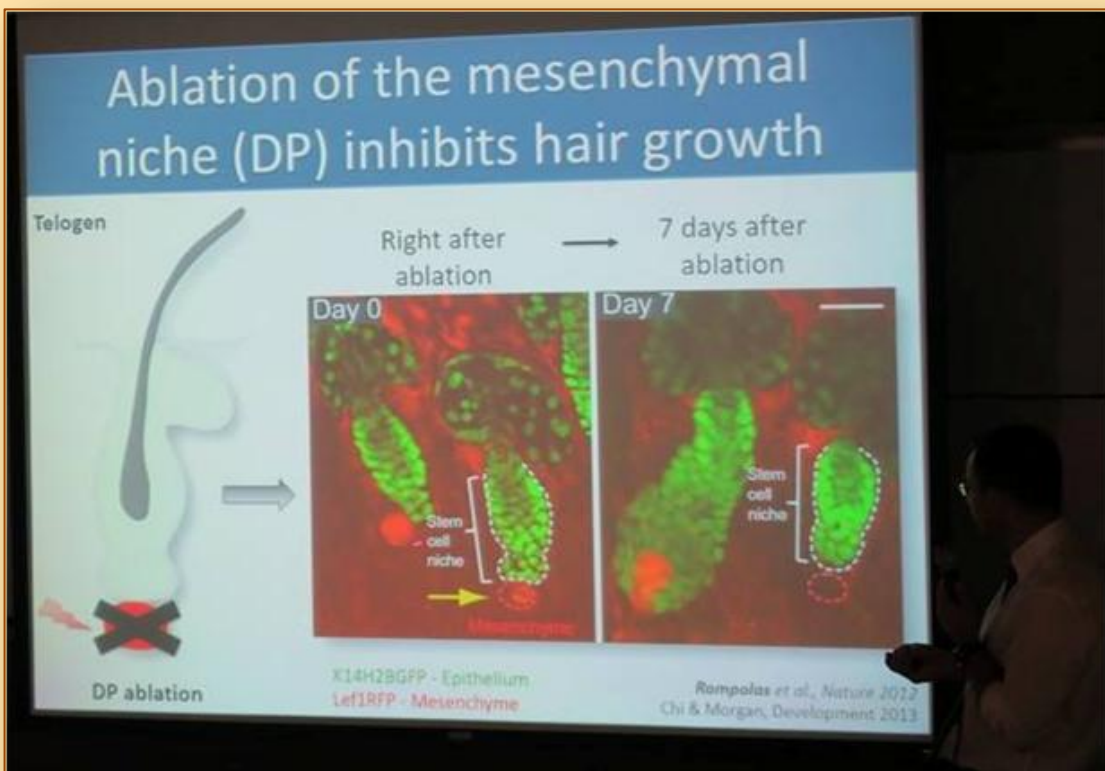 Ablation of the mesenchymal
niche (DP) inhibits hair growth
Telogen
Right after
ablation
7 days after
ablation
Day 0
Day 7
Stem
cell
niche
Stem
cell
niche
Mesenchyme
DP ablation
K14H2BGFP - Epithelium
Lef1RFP - Mesenchyme
Rompolas et al., Nature 2012
Chi & Morgan, Development 2013